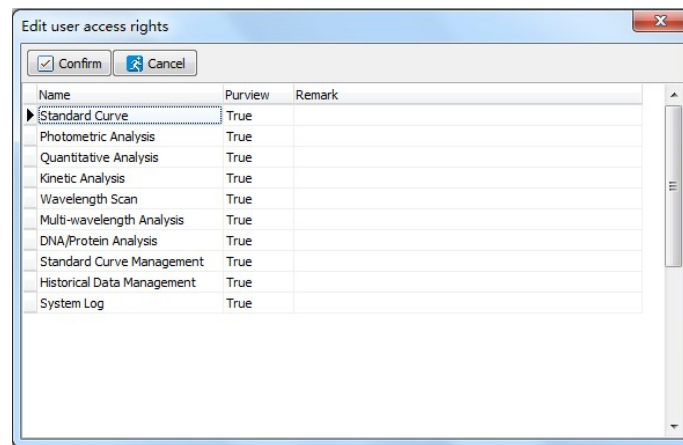 Edit user access rights
Confirm Cancel
Name Purview Remark
Standard Curve True
Photometric Analysis True
Quantitative Analysis True
Kinetic Analysis True
Wavelength Scan True
Multi-wavelength Analysis True
DNA/Protein Analysis True
Standard Curve Management True
Historical Data Management True
System Log True